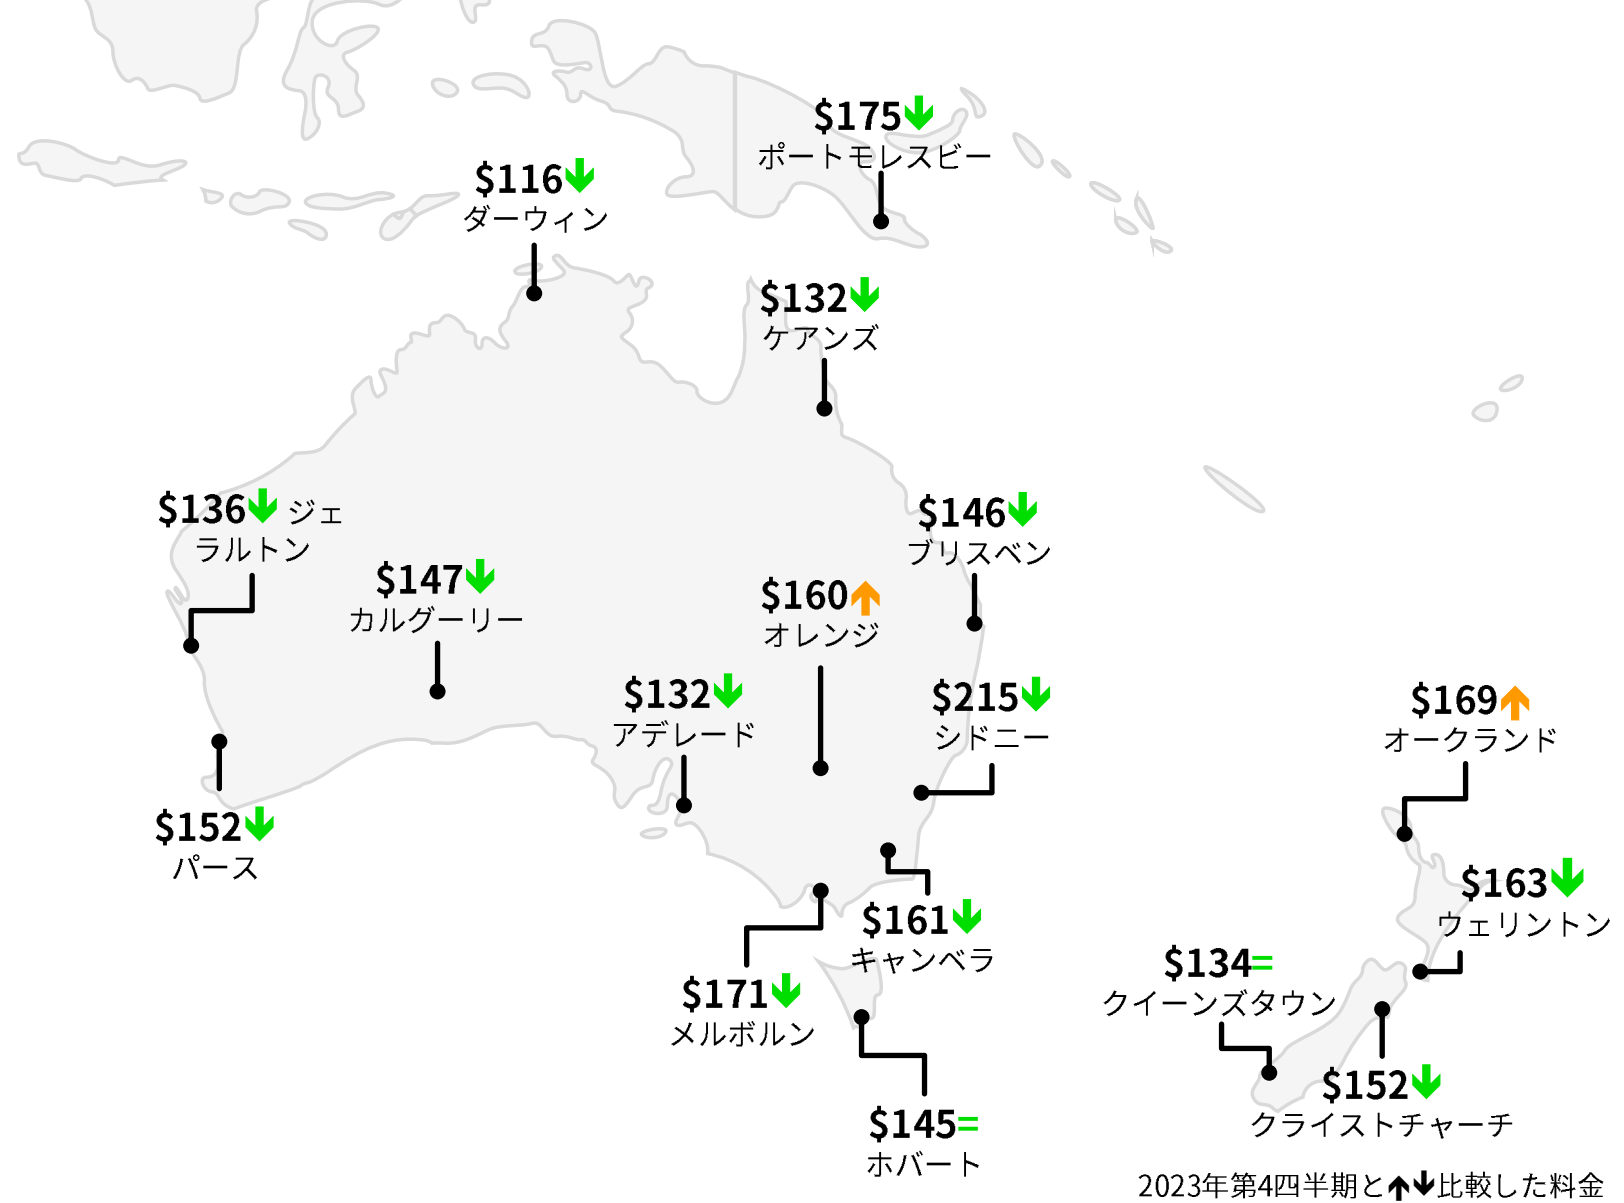 $175↓
ポートモレスビー
$116↓
ダーウィン
$132↓
ケアンズ
$136↓ ジェ
ラルトン
$146↓
ブリスベン
$147↓
カルグーリー
$160↑
オレンジ
$132↓
アデレード
$215↓
シドニー
$169↑
オークランド
$152↓
パース
$163↓
ウェリントン
$161↓
キャンベラ
$134=
クイーンズタウン
$171↓
メルボルン
$152↓
クライストチャーチ
$145=
ホバート
2023年第4四半期と↑↓比較した料金